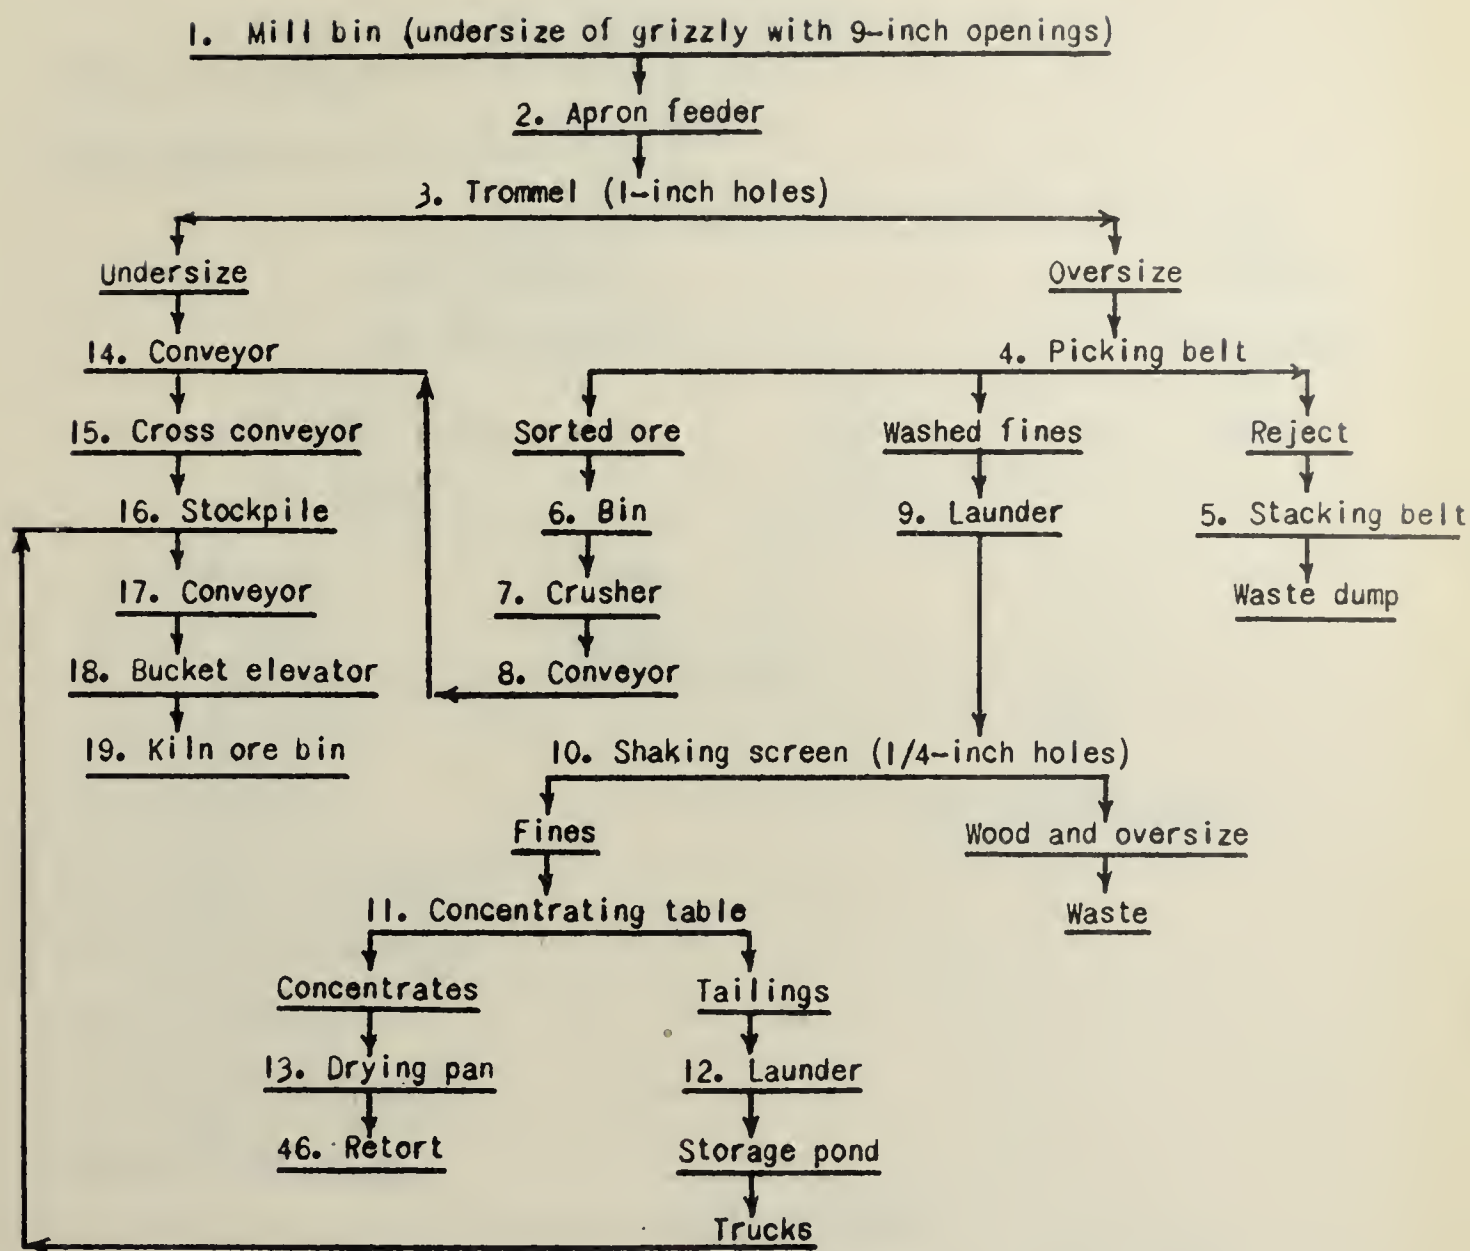 1. Mill bin (undersize of grizzly with 9-inch openings)
2. Apron feeder
3. Trommel (1-inch holes)
Undersize
Oversize
14. Conveyor
4. Picking belt
15. Cross conveyor
Sorted ore
Washed fines
Reject
16. Stockpile
6. Bin
9. Launder
5. Stacking belt
17. Conveyor
7. Crusher
Waste dump
18. Bucket elevator
8. Conveyor
19. Kiln ore bin
10. Shaking screen (1/4-inch holes)
Fines
Wood and oversize
11. Concentrating table
Waste
Concentrates
Tailings
13. Drying pan
12. Launder
46. Retort
Storage pond
Trucks